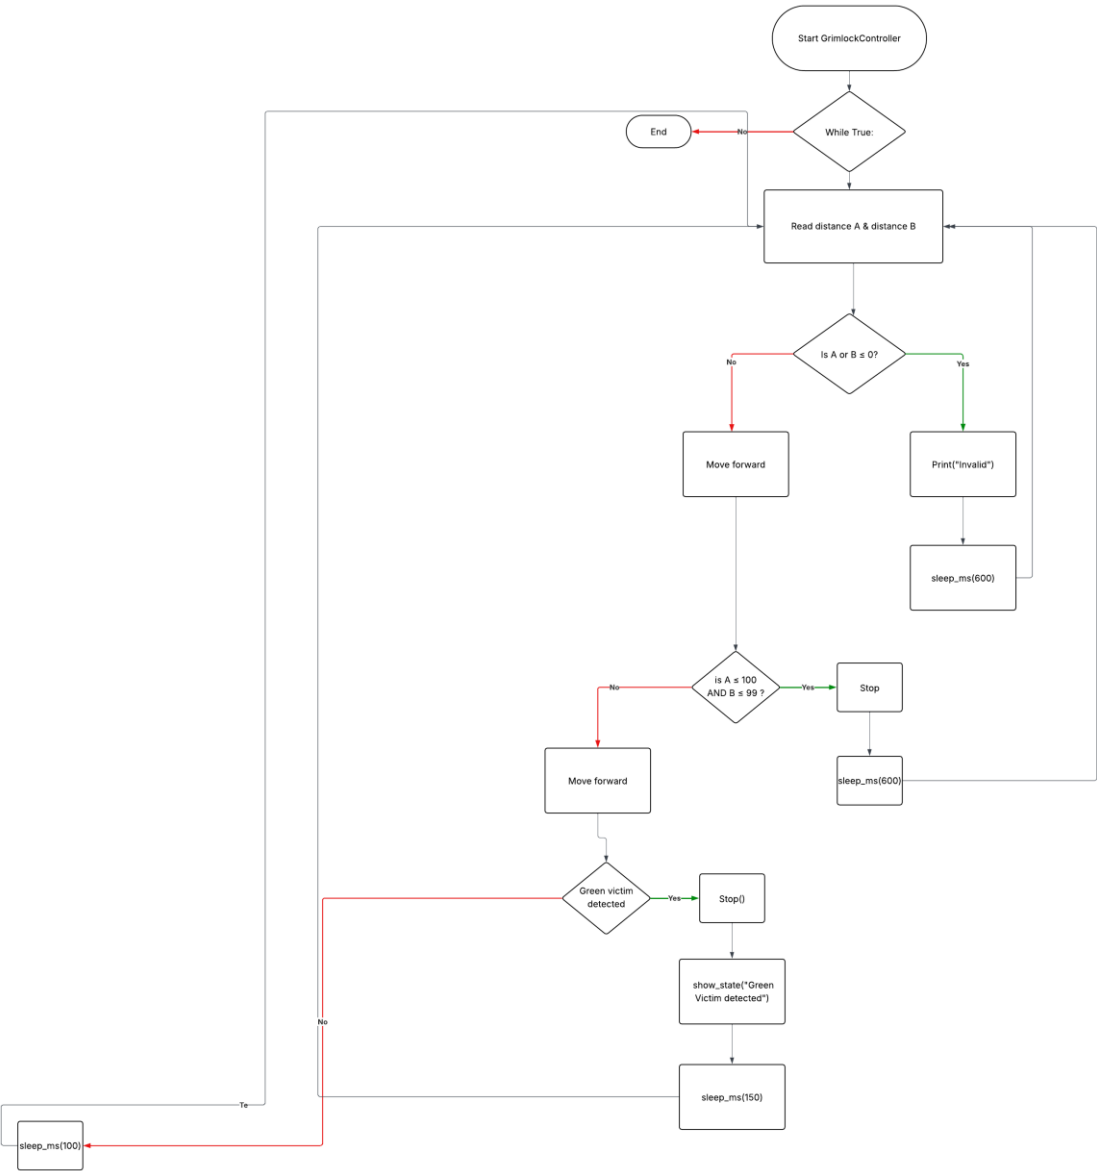 Start GrimlockController
While True:
No
End
Read distance A & distance B
Is A or B ≤ 0?
No
Yes
Move forward
Print("Invalid")
sleep_ms(600)
is A ≤ 100
AND B ≤ 99 ?
No
Yes
Stop
Move forward
sleep_ms(600)
Green victim
detected
Yes
Stop()
show_state("Green
Victim detected")
No
sleep_ms(150)
Te
sleep_ms(100)